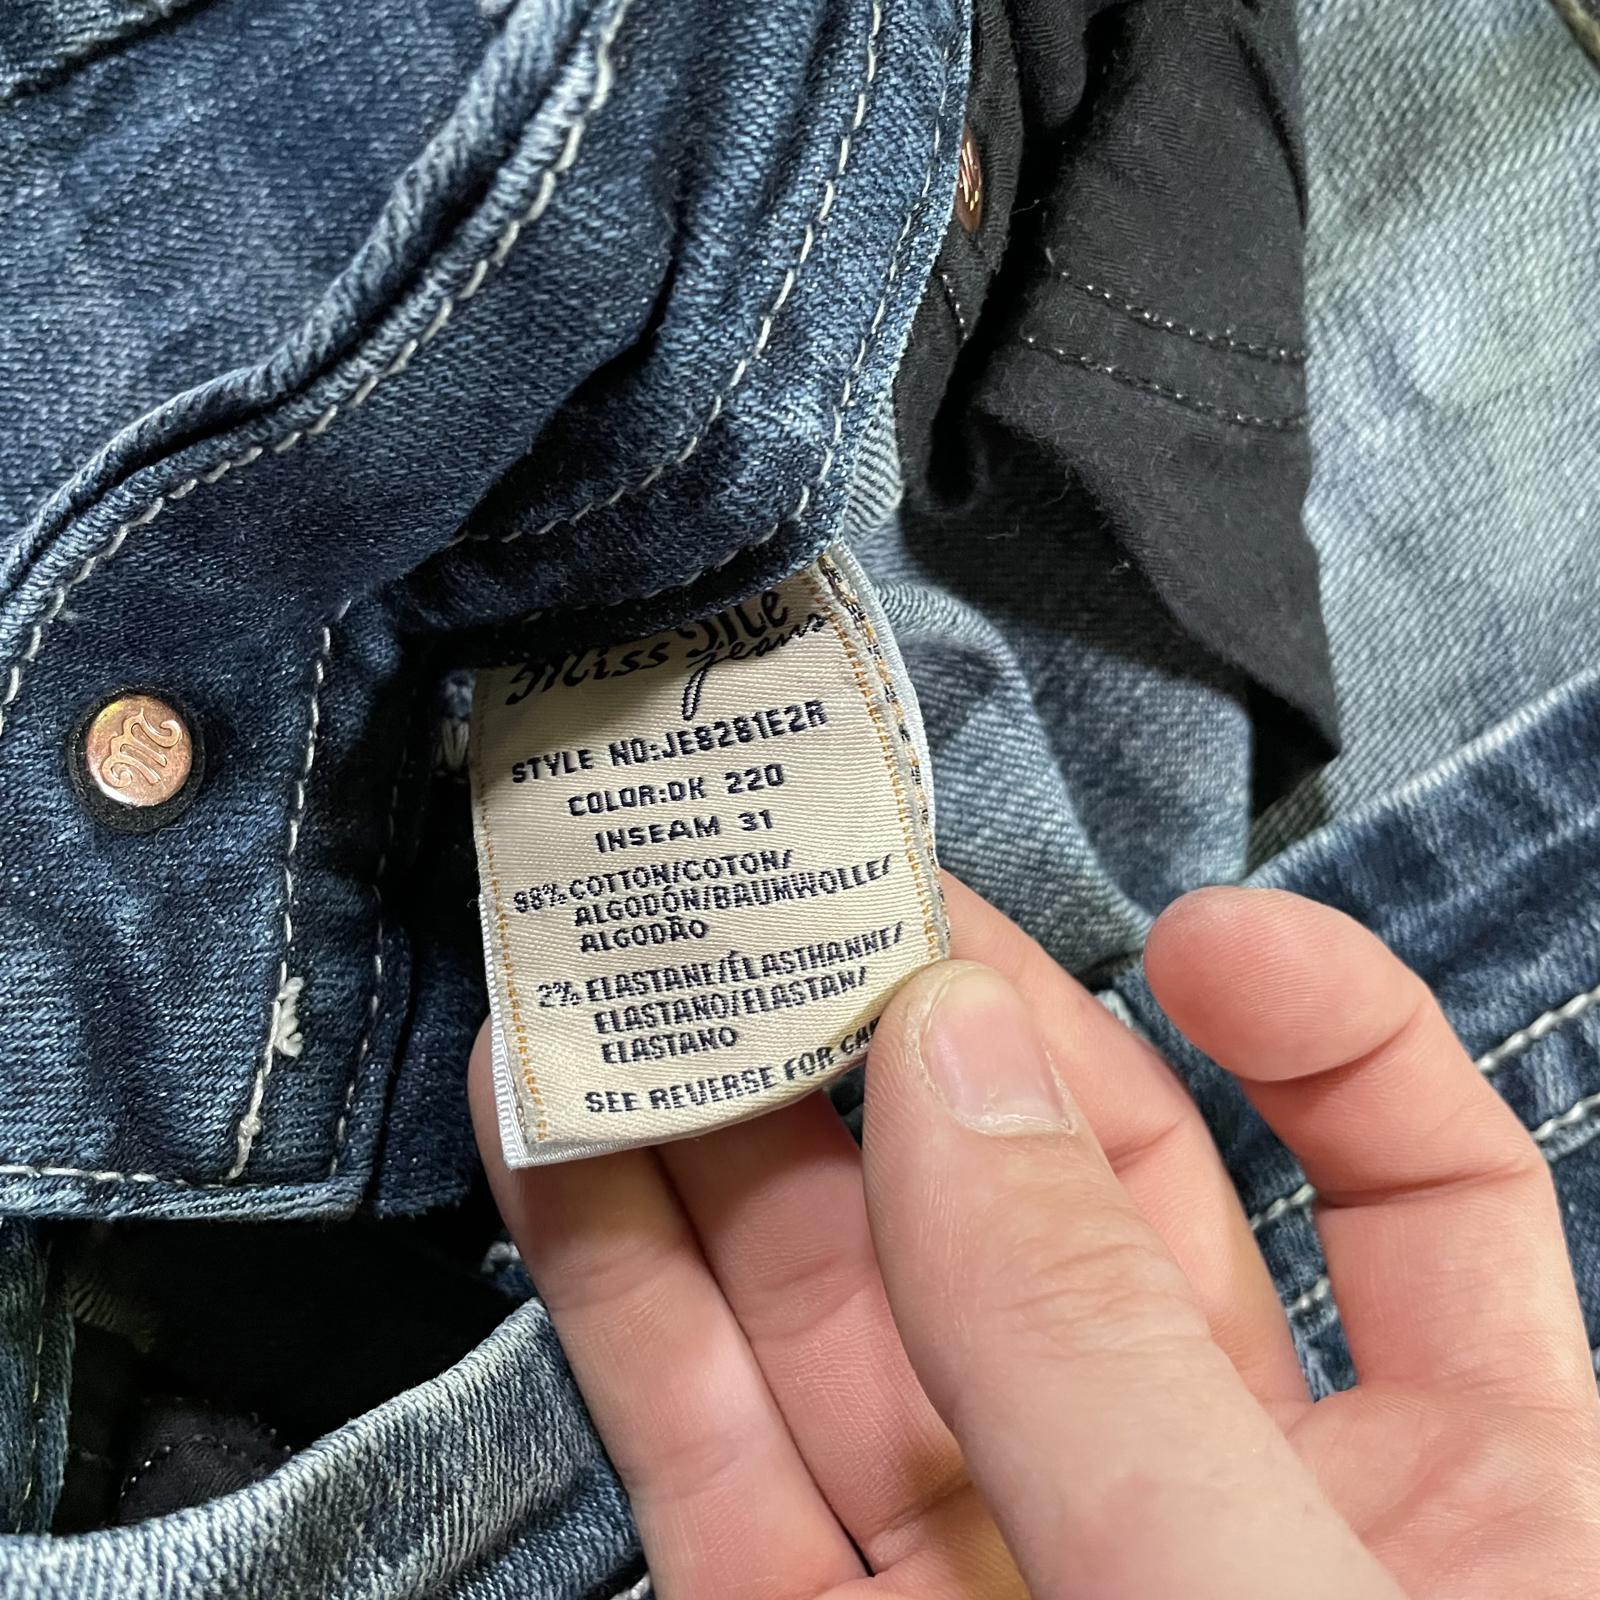 Miss Me
jeans
STYLE NO:JE8281E2R
COLOR:DK 220
INSEAM 31
98% COTTON/COTON/
ALGODÓN/BAUMWOLLE/
ALGODÃO
2% ELASTANE/ÉLASTHANNE/
ELASTANO/ELASTAN/
ELASTANO
SEE REVERSE FOR
M